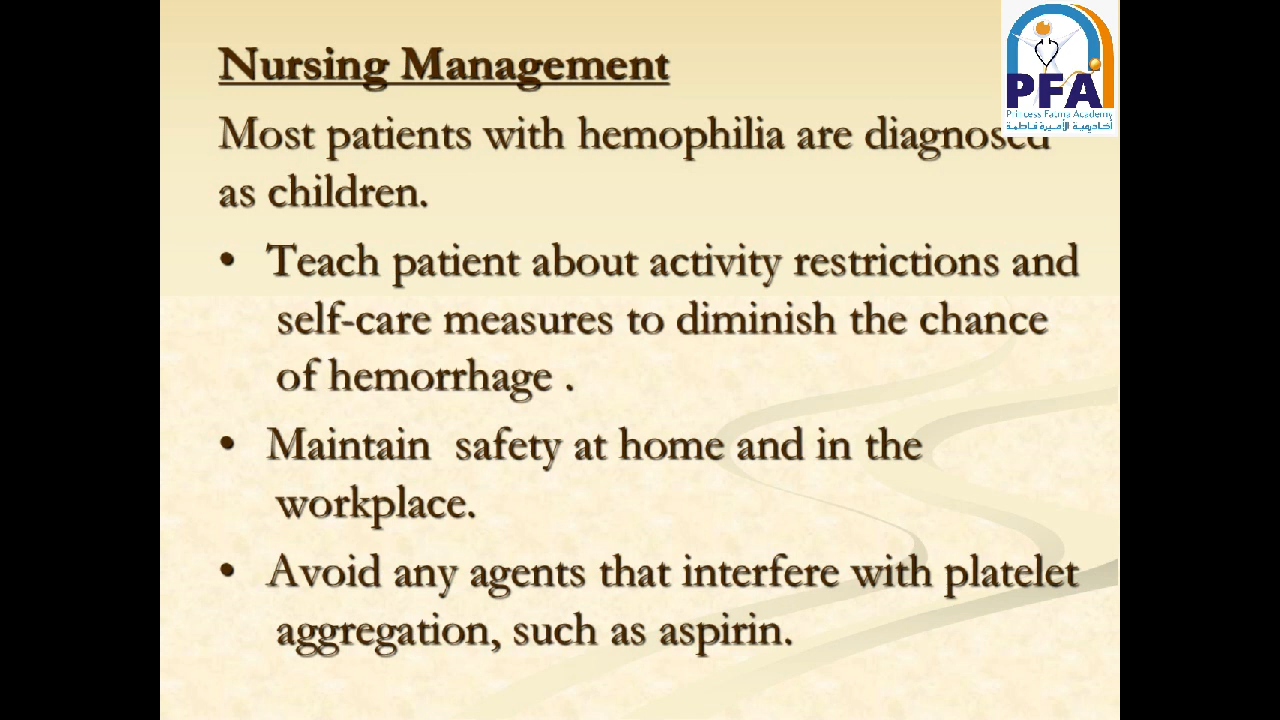 Nursing Management
PFA
Princess Fatma Academy
أكاديمية الأميرة فاطمة
Most patients with hemophilia are diagnosed
as children.
• Teach patient about activity restrictions and
self-care measures to diminish the chance
of hemorrhage .
• Maintain safety at home and in the
workplace.
• Avoid any agents that interfere with platelet
aggregation, such as aspirin.